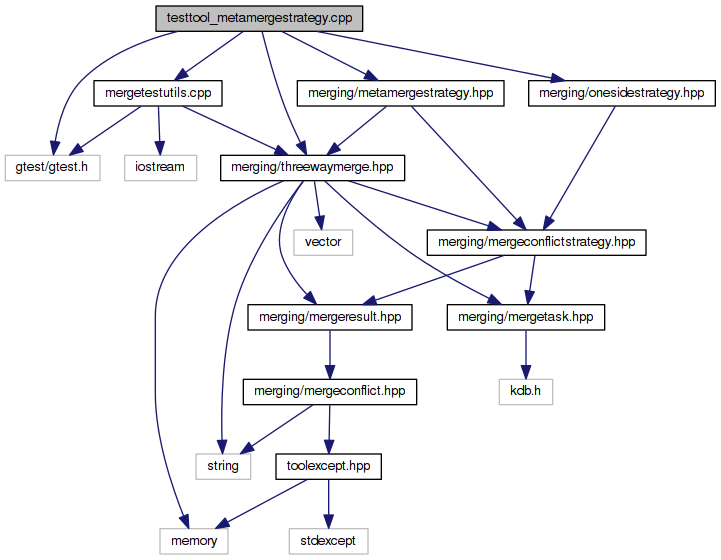 testtool_metamergestrategy.cpp
mergetestutils.cpp
merging/metamergestrategy.hpp
merging/onesidestrategy.hpp
gtest/gtest.h
iostream
merging/threewaymerge.hpp
vector
merging/mergeconflictstrategy.hpp
merging/mergeresult.hpp
merging/mergetask.hpp
merging/mergeconflict.hpp
kdb.h
string
toolexcept.hpp
memory
stdexcept